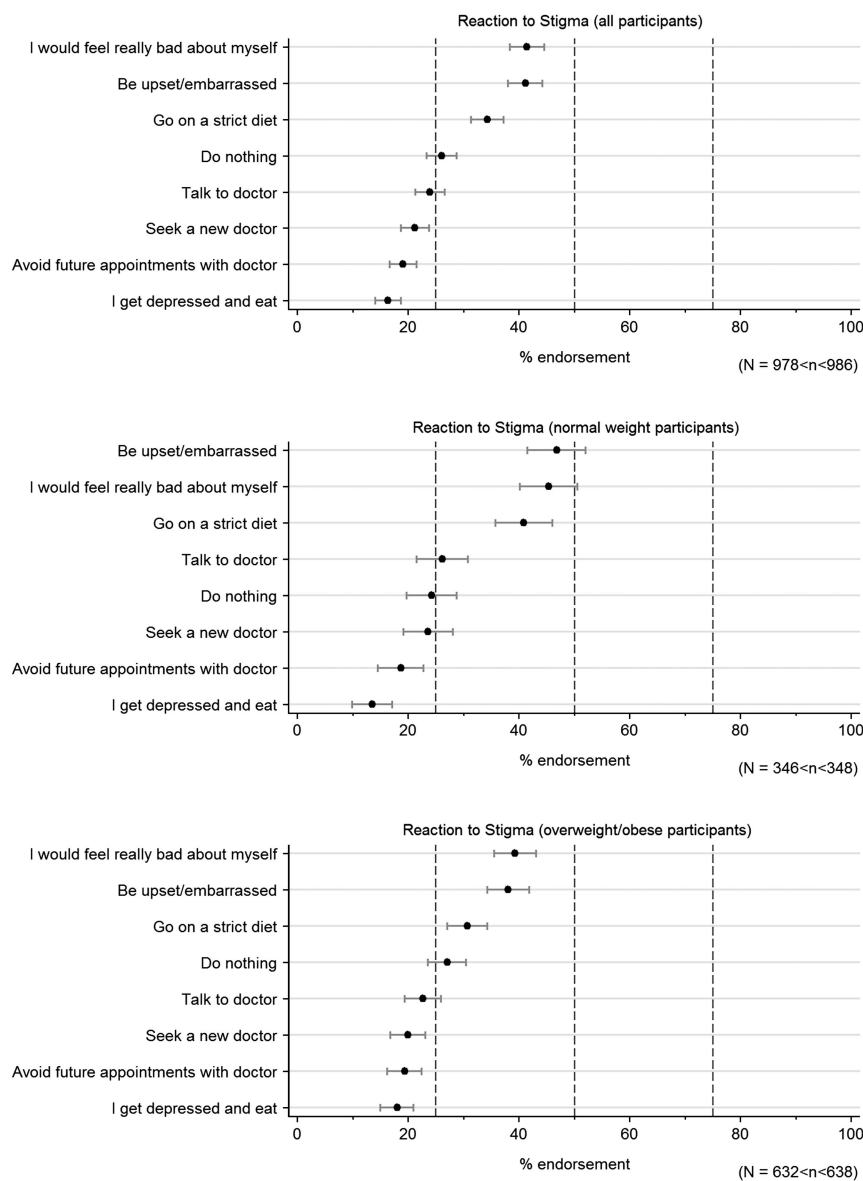 Reaction to Stigma (all participants)
I would feel really bad about myself
Be upset/embarrassed
Go on a strict diet
Do nothing
Talk to doctor
Seek a new doctor
Avoid future appointments with doctor
I get depressed and eat
0 20 40 60 80 100
% endorsement
(N = 978<n<986)
Reaction to Stigma (normal weight participants)
Be upset/embarrassed
I would feel really bad about myself
Go on a strict diet
Talk to doctor
Do nothing
Seek a new doctor
Avoid future appointments with doctor
I get depressed and eat
0 20 40 60 80 100
% endorsement
(N = 346<n<348)
Reaction to Stigma (overweight/obese participants)
I would feel really bad about myself
Be upset/embarrassed
Go on a strict diet
Do nothing
Talk to doctor
Seek a new doctor
Avoid future appointments with doctor
I get depressed and eat
0 20 40 60 80 100
% endorsement
(N = 632<n<638)